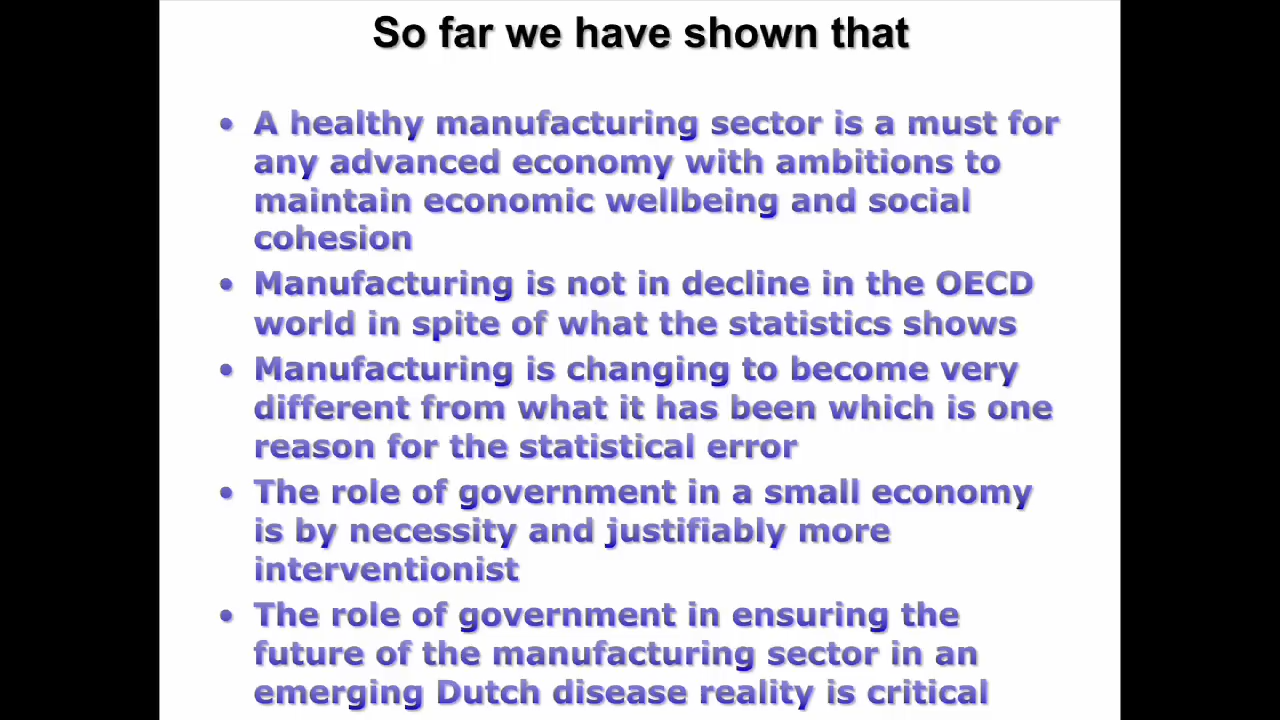 So far we have shown that
• A healthy manufacturing sector is a must for
any advanced economy with ambitions to
maintain economic wellbeing and social
cohesion
• Manufacturing is not in decline in the OECD
world in spite of what the statistics shows
• Manufacturing is changing to become very
different from what it has been which is one
reason for the statistical error
• The role of government in a small economy
is by necessity and justifiably more
interventionist
• The role of government in ensuring the
future of the manufacturing sector in an
emerging Dutch disease reality is critical